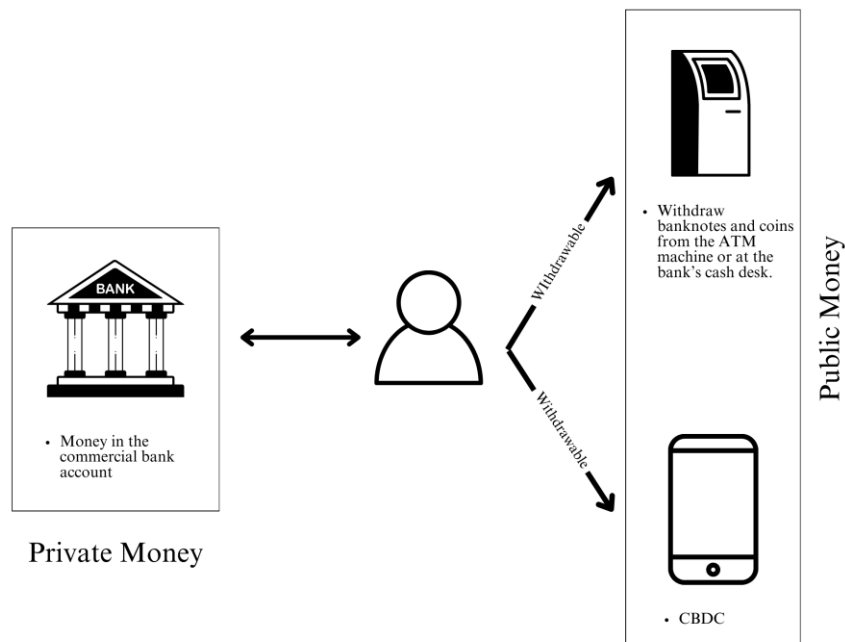 BANK
• Money in the
commercial bank
account
Private Money
WIthdrawable
Withdrawable
• Withdraw
banknotes and coins
from the ATM
machine or at the
bank's cash desk.
• CBDC
Public Money